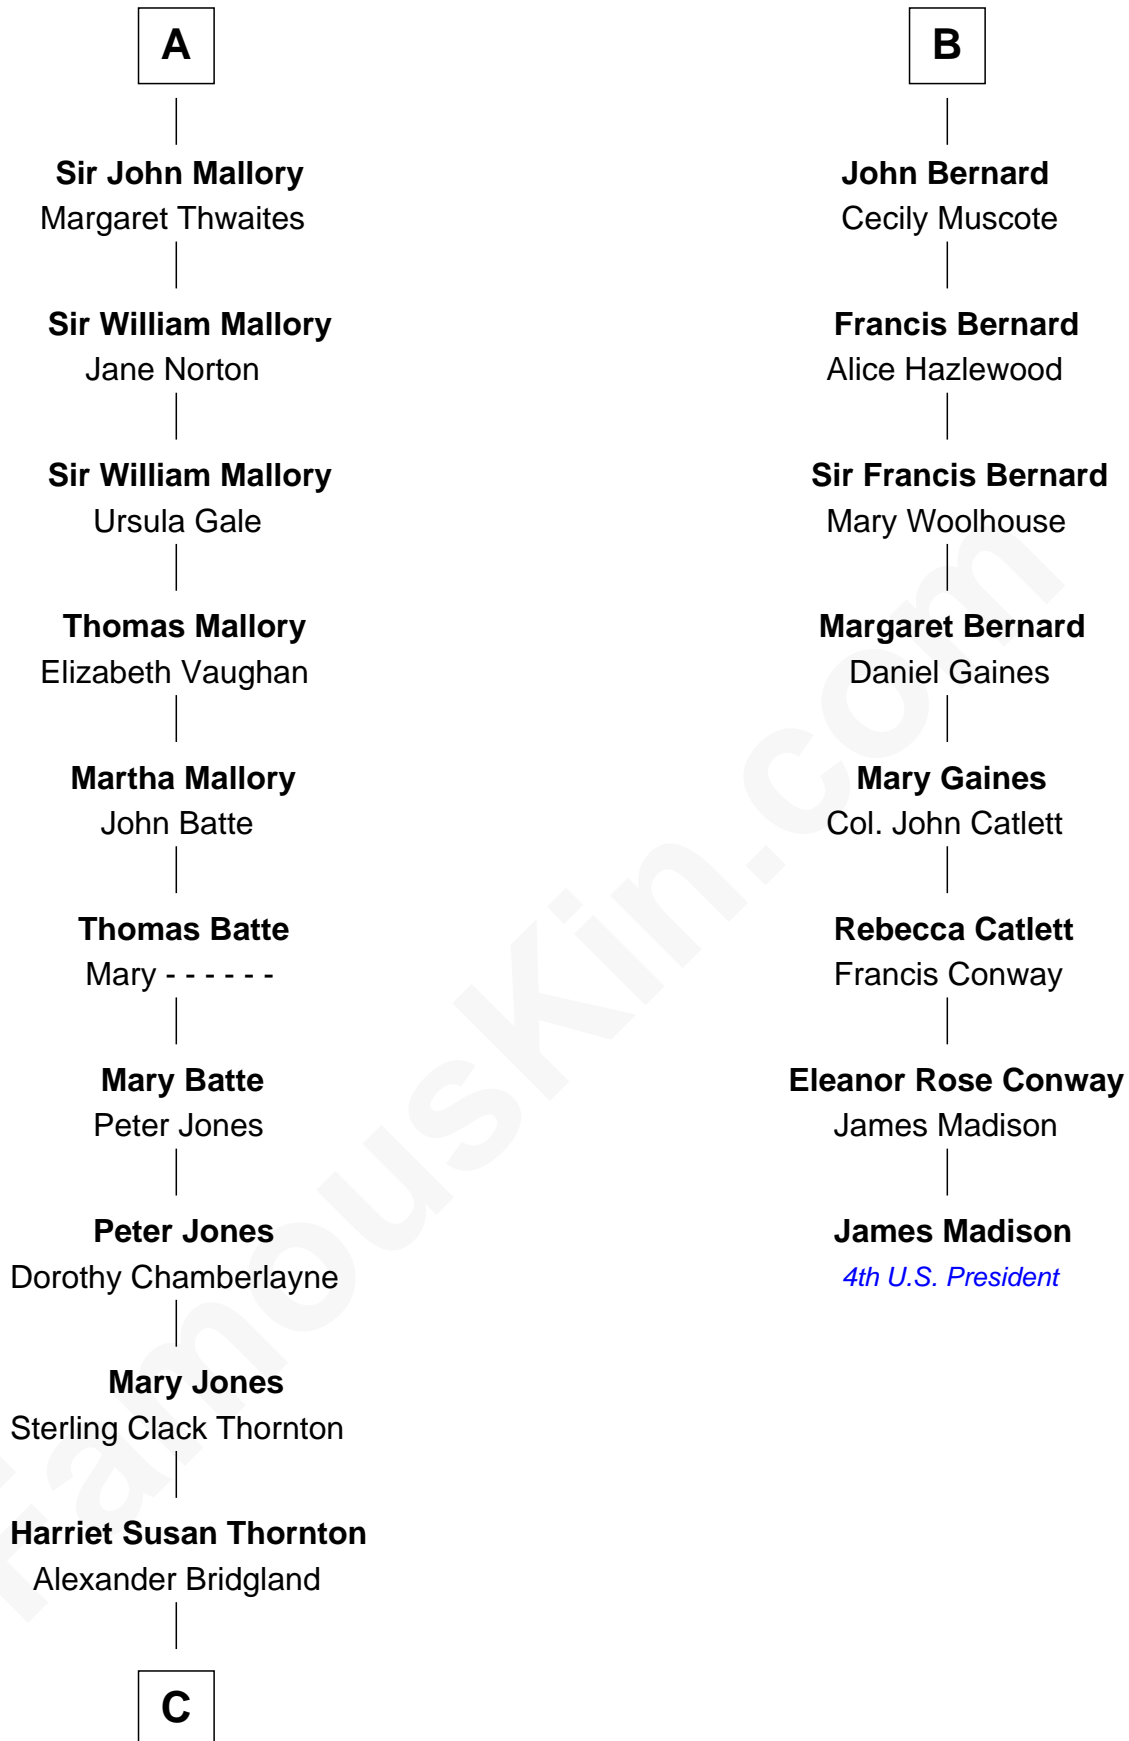 A
Sir John Mallory
Margaret Thwaites
Sir William Mallory
Jane Norton
Sir William Mallory
Ursula Gale
Thomas Mallory
Elizabeth Vaughan
Martha Mallory
John Batte
Thomas Batte
Mary - - - - - -
Mary Batte
Peter Jones
Peter Jones
Dorothy Chamberlayne
Mary Jones
Sterling Clack Thornton
Harriet Susan Thornton
Alexander Bridgland
C
B
John Bernard
Cecily Muscote
Francis Bernard
Alice Hazlewood
Sir Francis Bernard
Mary Woolhouse
Margaret Bernard
Daniel Gaines
Mary Gaines
Col. John Catlett
Rebecca Catlett
Francis Conway
Eleanor Rose Conway
James Madison
James Madison
4th U.S. President
FamousKin.com